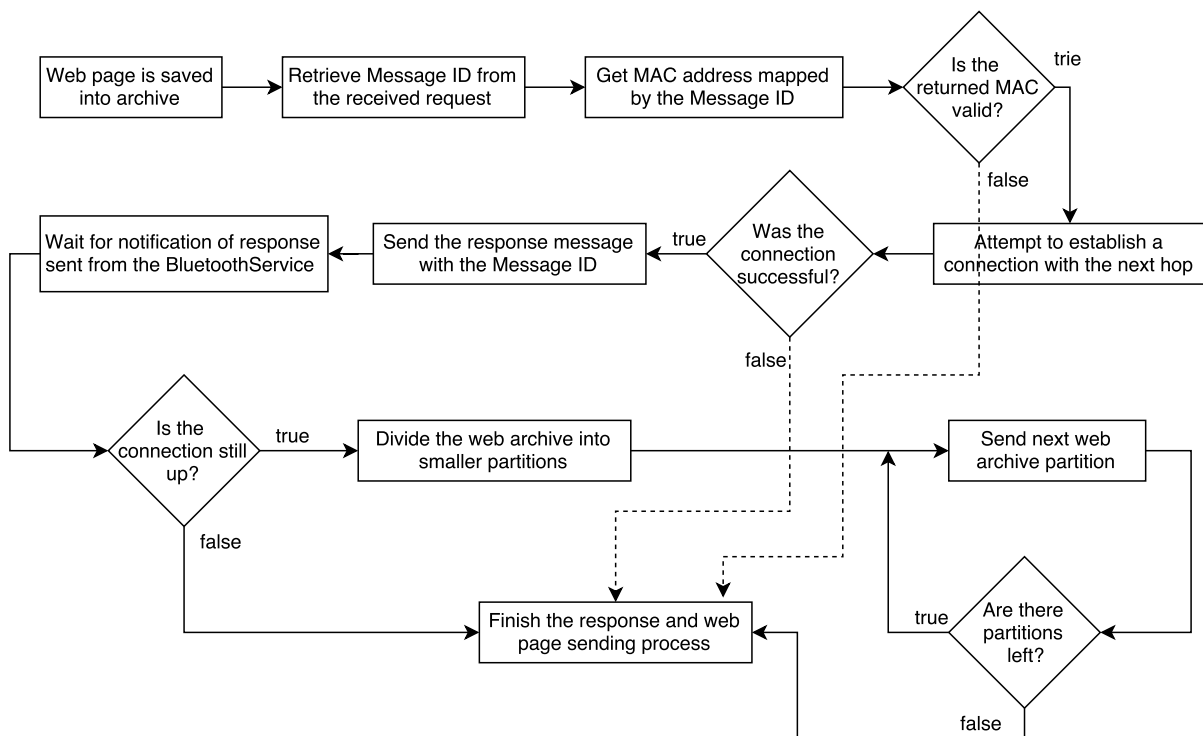 Web page is saved
into archive
Retrieve Message ID from
the received request
Get MAC address mapped
by the Message ID
Is the
returned MAC
valid?
trie
false
Wait for notification of response
sent from the BluetoothService
Send the response message
with the Message ID
true
Was the
connection
successful?
Attempt to establish a
connection with the next hop
false
Is the
connection still
up?
true
Divide the web archive into
smaller partitions
Send next web
archive partition
false
Finish the response and web
page sending process
true
Are there
partitions
left?
false